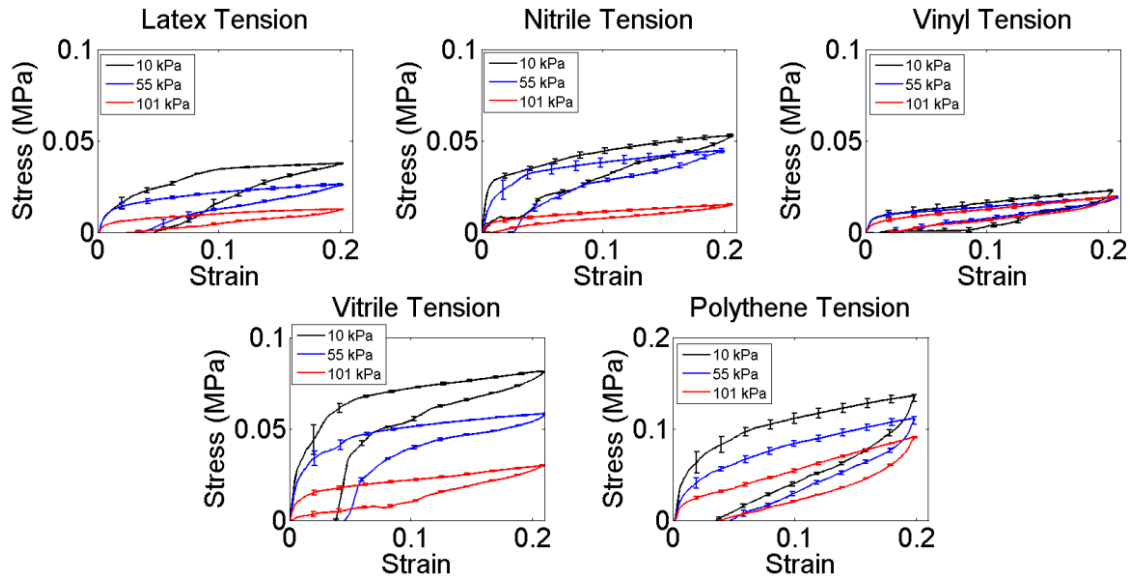 Latex Tension
Nitrile Tension
Vinyl Tension
0.1
10 kPa
55 kPa
101 kPa
Stress (MPa)
0.05
0
0
0.1
0.2
Strain
0.1
10 kPa
55 kPa
101 kPa
Stress (MPa)
0.05
0
0
0.1
0.2
Strain
0.1
10 kPa
55 kPa
101 kPa
Stress (MPa)
0.05
0
0
0.1
0.2
Strain
Vitrile Tension
Polythene Tension
0.1
10 kPa
55 kPa
101 kPa
Stress (MPa)
0.05
0
0
0.1
0.2
Strain
0.2
10 kPa
55 kPa
101 kPa
Stress (MPa)
0.1
0
0
0.1
0.2
Strain